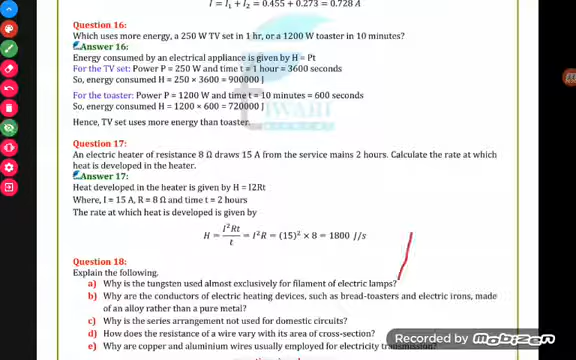 I = I₁ + I₂ = 0.455 + 0.273 = 0.728 A
Question 16
Which uses more energy, a 250 W TV set in 1 hr, or a 1200 W toaster in 10 minutes?
Answer 16
Energy consumed by an electrical appliance is given by H = Pt
For the TV set: Power P = 250 W and time t = 1 hour = 3600 seconds
So, energy consumed H = 250 × 3600 = 900000 J
For the toaster: Power P = 1200 W and time t = 10 minutes = 600 seconds
So, energy consumed H = 1200 × 600 = 720000 J
TIWARI
Hence, TV set uses more energy than toaster.
Question 17
An electric heater of resistance 8 Ω draws 15 A from the service mains 2 hours. Calculate the rate at which
heat is developed in the heater.
Answer 17
Heat developed in the heater is given by H = I2Rt
Where, I = 15 A, R = 8 Ω and time t = 2 hours
The rate at which heat is developed is given by
H = I²Rt / t = I²R = (15)² × 8 = 1800 J/s
Question 18
Explain the following.
a) Why is the tungsten used almost exclusively for filament of electric lamps?
b) Why are the conductors of electric heating devices, such as bread-toasters and electric irons, made
of an alloy rather than a pure metal?
c) Why is the series arrangement not used for domestic circuits?
d) How does the resistance of a wire vary with its area of cross-section?
e) Why are copper and aluminium wires usually employed for electricity transmission?
Recorded by
mobizen